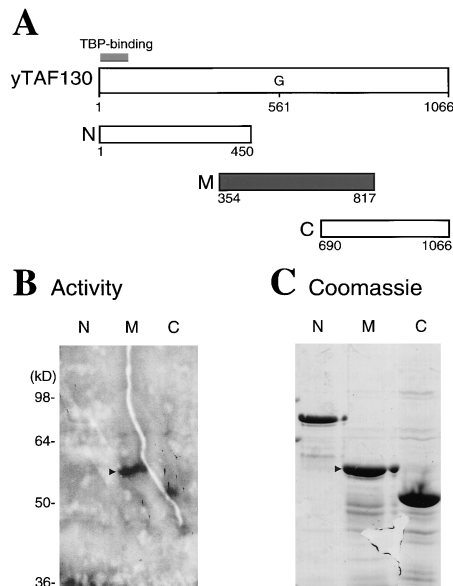 A
TBP-binding
yTAF130
G
1 561 1066
N
1 450
M
354 817
C
690 1066
B Activity
N M C
(kD)
98-
64-
50-
36-
C Coomassie
N M C